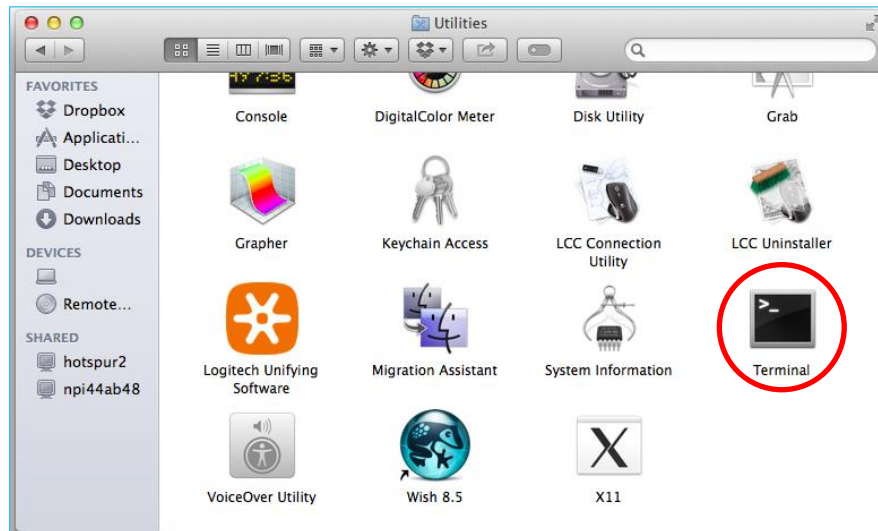 Utilities
FAVORITES
Dropbox
Applicati...
Desktop
Documents
Downloads
DEVICES
Remote...
SHARED
hotspur2
npi44ab48
Console
DigitalColor Meter
Disk Utility
Grab
Grapher
Keychain Access
LCC Connection
Utility
LCC Uninstaller
Logitech Unifying
Software
Migration Assistant
System Information
>_
Terminal
VoiceOver Utility
Wish 8.5
X
X11